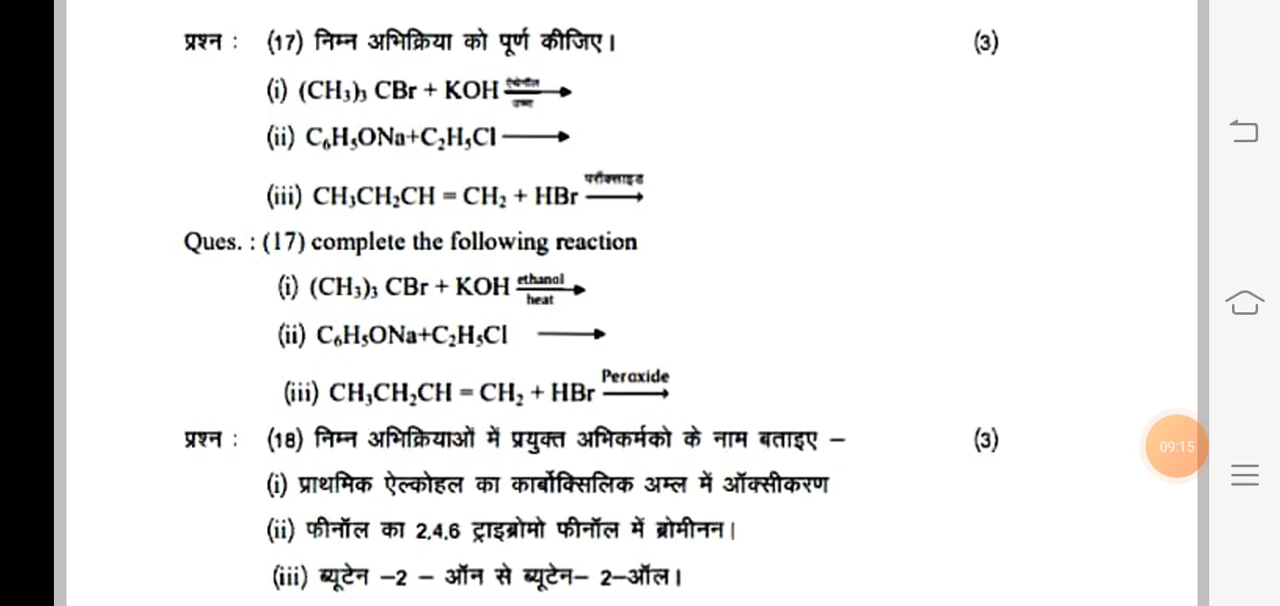 प्रश्न : (17) निम्न अभिक्रिया को पूर्ण कीजिए। (3)
(i) (CH₃)₃ CBr + KOH ⟶
(ii) C₆H₅ONa+C₂H₅Cl ⟶
(iii) CH₃CH₂CH = CH₂ + HBr परॉक्साइड ⟶
Ques. : (17) complete the following reaction
(i) (CH₃)₃ CBr + KOH ethanol heat ⟶
(ii) C₆H₅ONa+C₂H₅Cl ⟶
(iii) CH₃CH₂CH = CH₂ + HBr Peroxide ⟶
प्रश्न : (18) निम्न अभिक्रियाओं में प्रयुक्त अभिकर्मको के नाम बताइए – (3)
(i) प्राथमिक ऐल्कोहल का कार्बोक्सिलिक अम्ल में ऑक्सीकरण
(ii) फीनॉल का 2,4,6 ट्राइब्रोमो फीनॉल में ब्रोमीनन।
(iii) ब्यूटेन –2 – ऑन से ब्यूटेन– 2–ऑल।
09:15